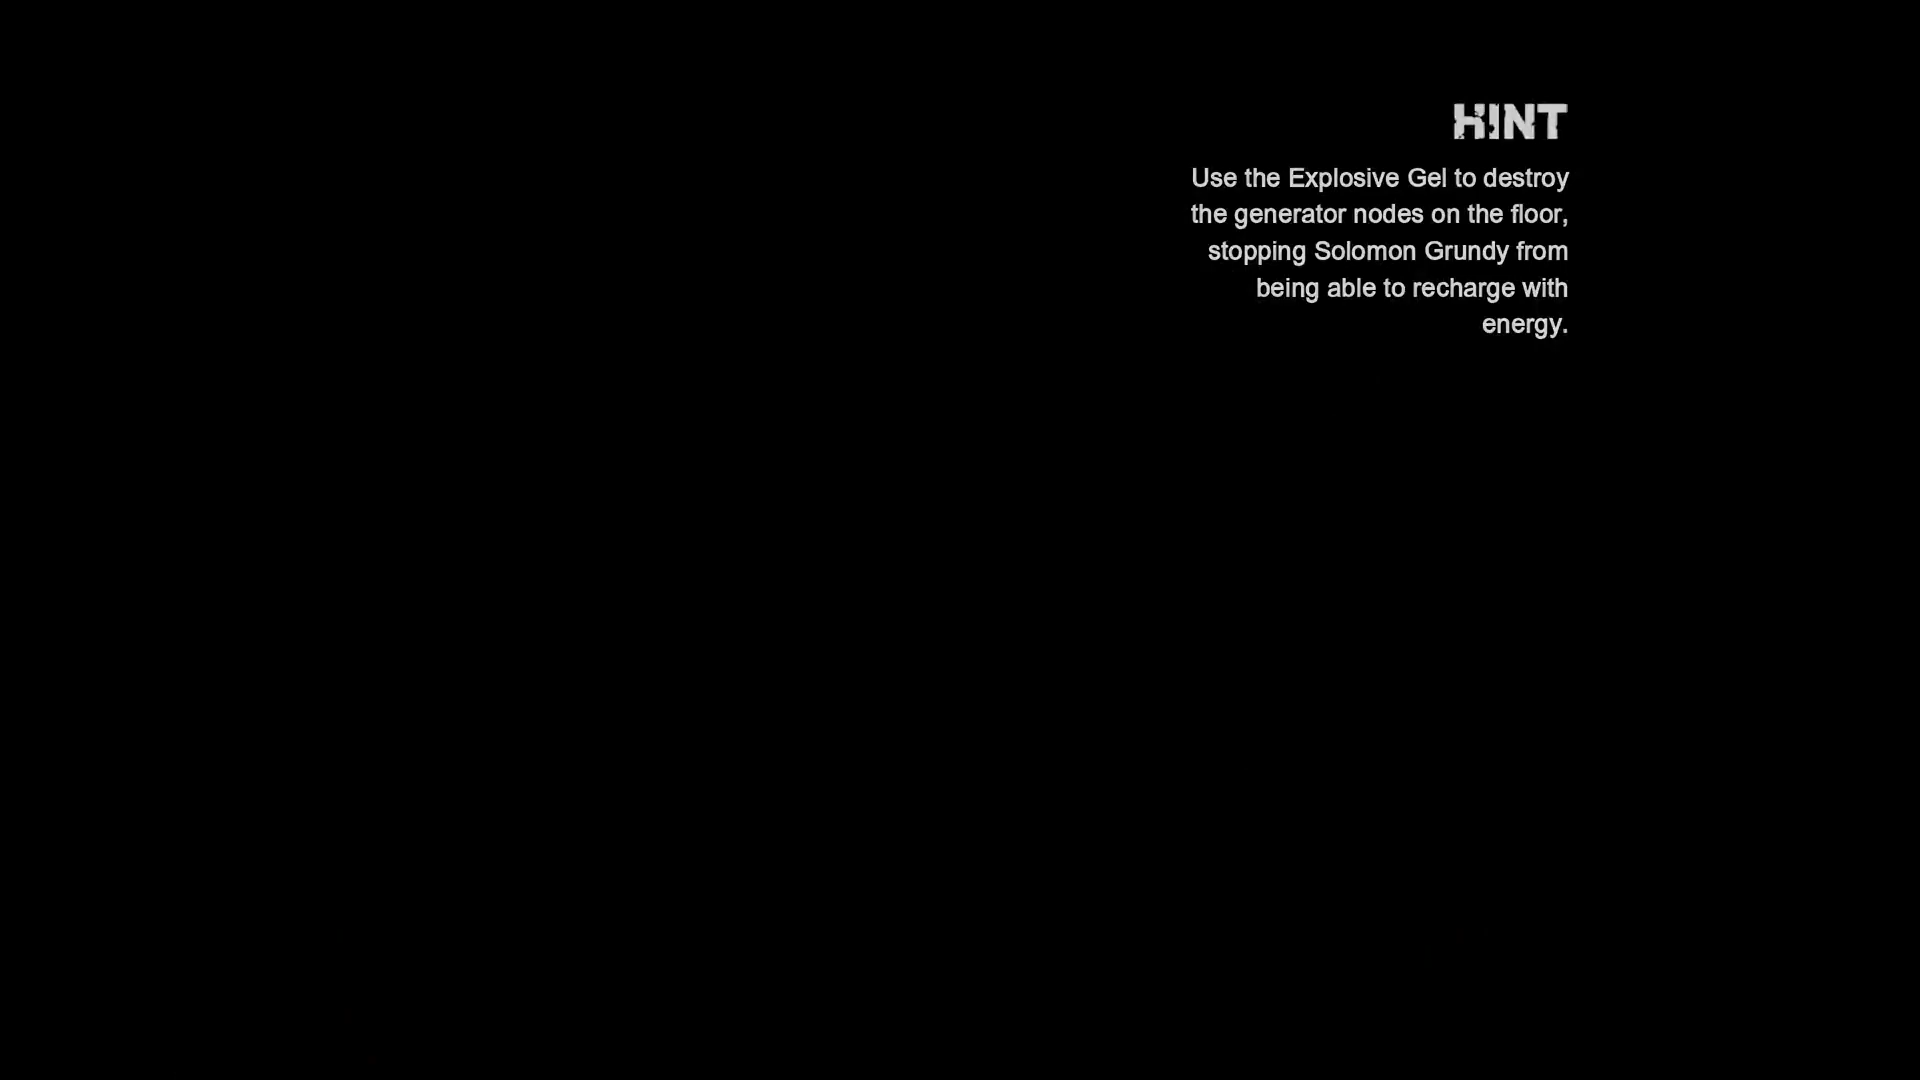 HINT
Use the Explosive Gel to destroy
the generator nodes on the floor,
stopping Solomon Grundy from
being able to recharge with
energy.